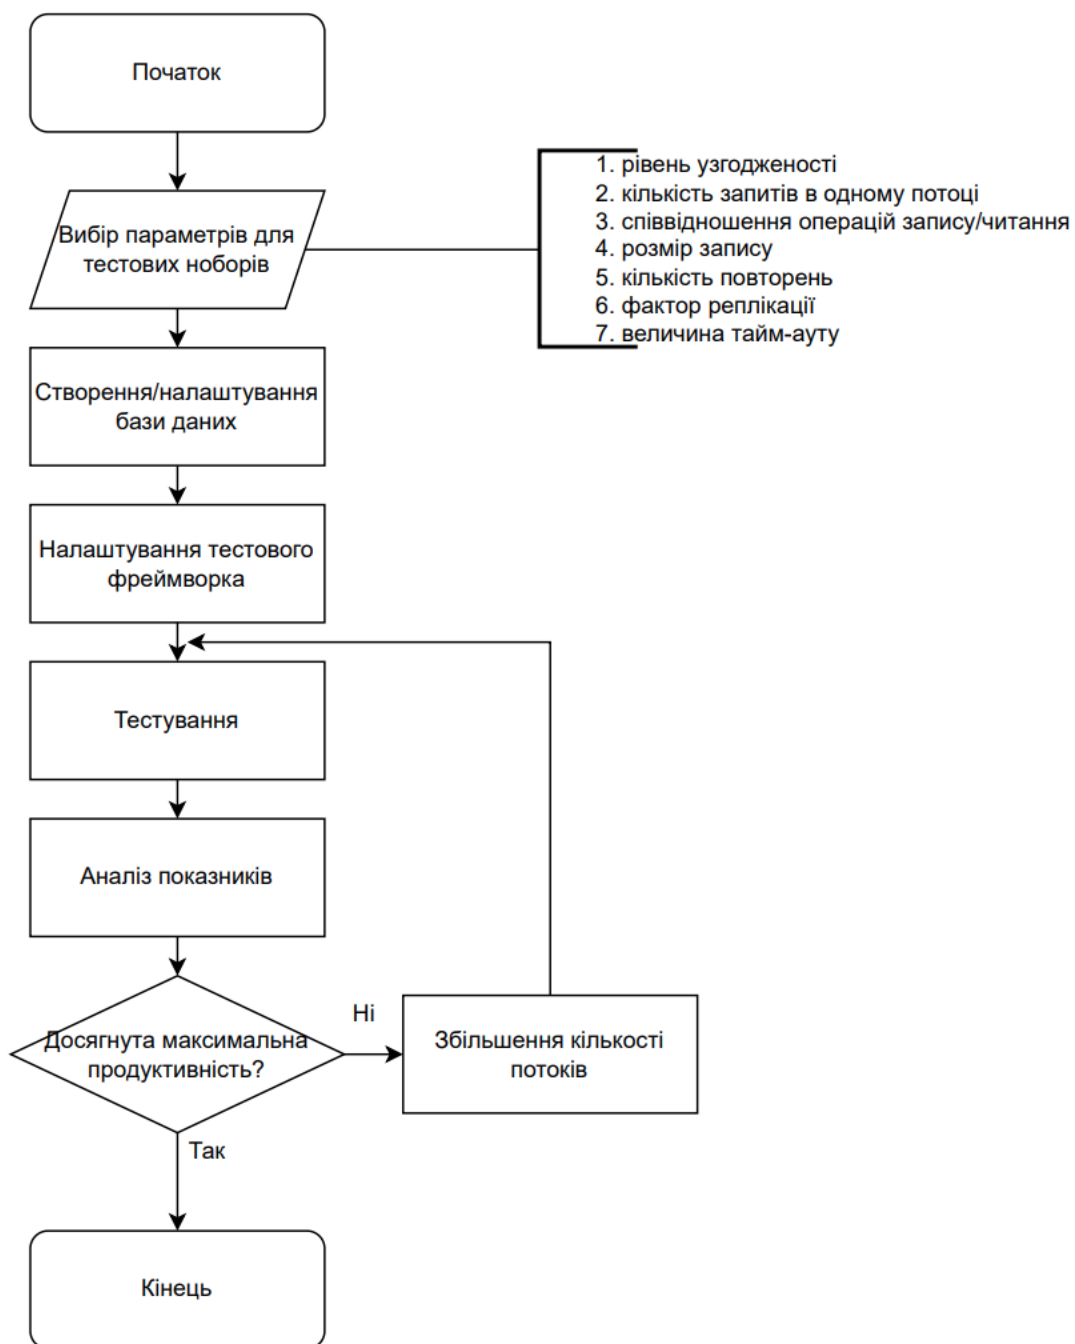 Початок
Вибір параметрів для
тестових ноборів
1. рівень узгодженості
2. кількість запитів в одному потоці
3. співвідношення операцій запису/читання
4. розмір запису
5. кількість повторень
6. фактор реплікації
7. величина тайм-ауту
Створення/налаштування
бази даних
Налаштування тестового
фреймворка
Тестування
Аналіз показників
Досягнута максимальна
продуктивність?
Ні
Збільшення кількості
потоків
Так
Кінець